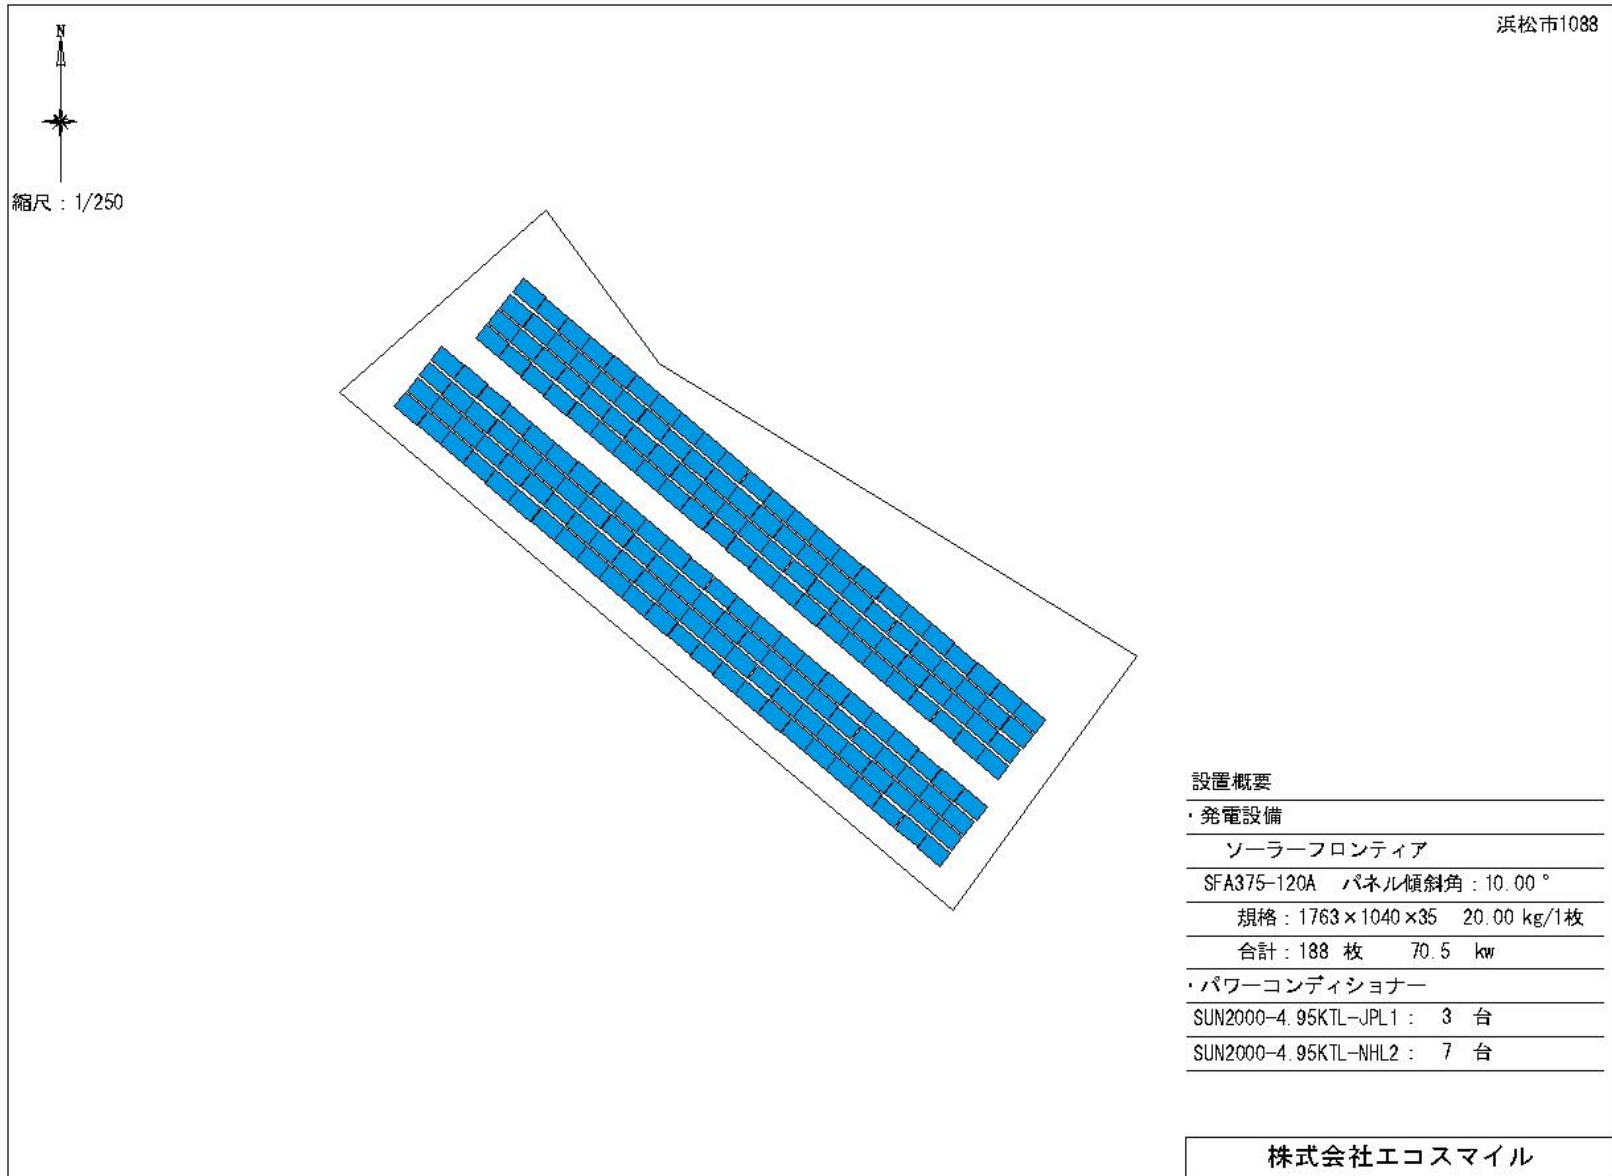 浜松市1088
N
縮尺：1/250
設置概要
・発電設備
ソーラーフロンティア
SFA375-120A パネル傾斜角：10.00°
規格：1763×1040×35 20.00 kg/1枚
合計：188 枚 70.5 kw
・パワーコンディショナー
SUN2000-4.95KTL-JPL1： 3 台
SUN2000-4.95KTL-NHL2： 7 台
株式会社エコスマイル